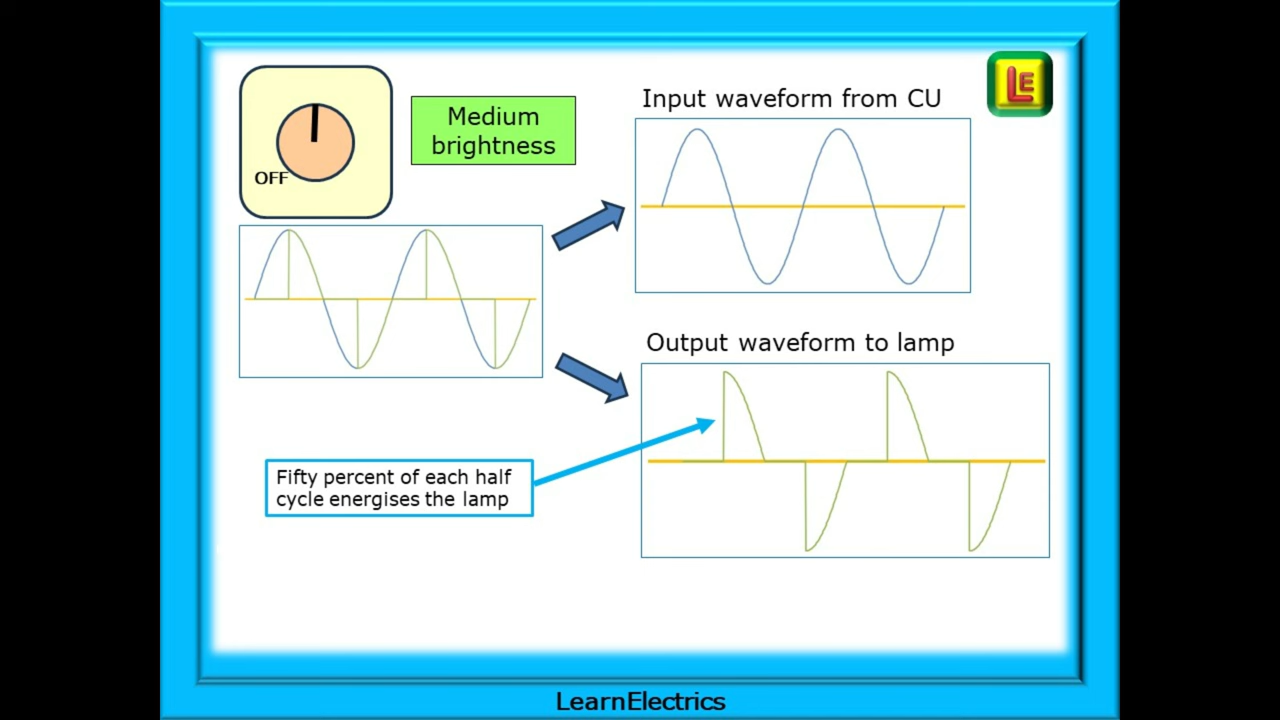 OFF
Medium
brightness
Input waveform from CU
LE
Output waveform to lamp
Fifty percent of each half
cycle energises the lamp
LearnElectrics